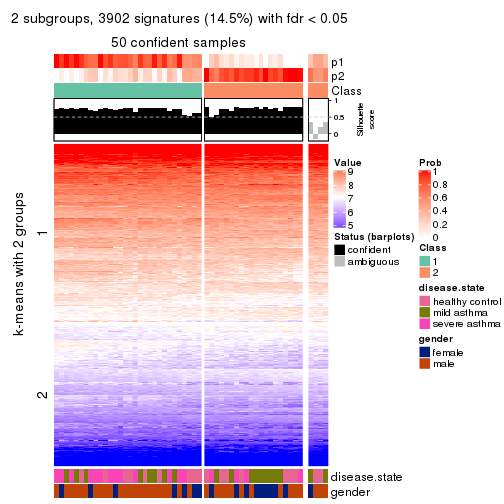 2 subgroups, 3902 signatures (14.5%) with fdr < 0.05
50 confident samples
p1
p2
Class
1
0.5
0
Silhouette
score
k-means with 2 groups
1
2
Value
9
8
7
6
5
Status (barplots)
confident
ambiguous
Prob
1
0.8
0.6
0.4
0.2
0
Class
1
2
disease.state
healthy control
mild asthma
severe asthma
gender
female
male
disease.state
gender